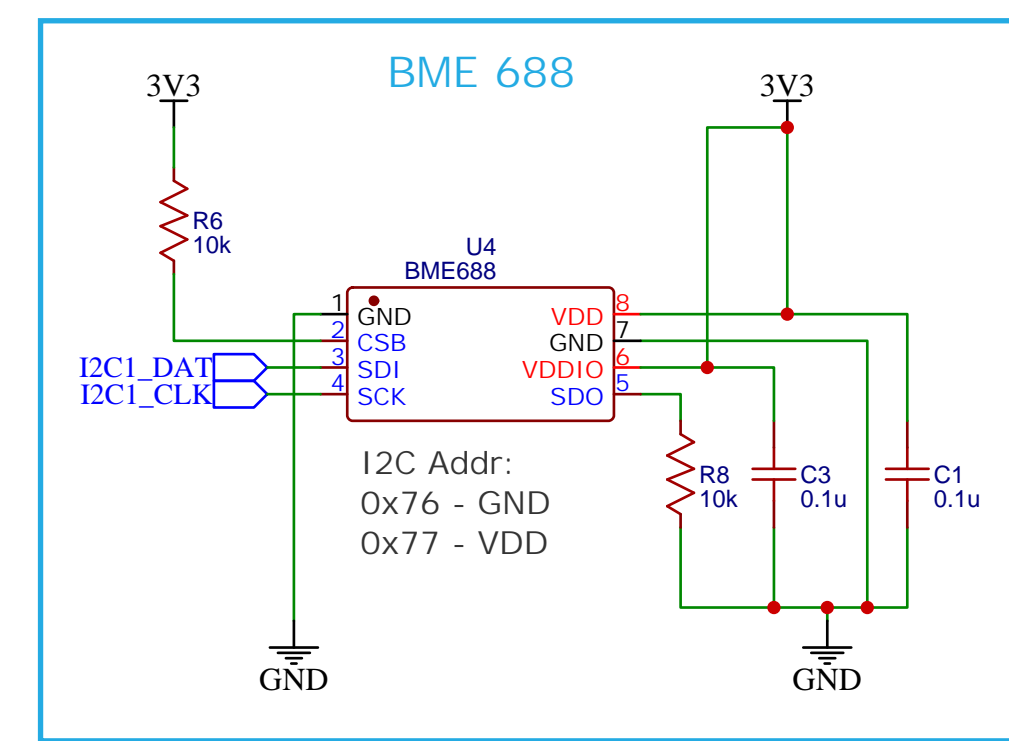 BME 688
3V3
3V3
R6
10k
U4
BME688
1
GND
2
CSB
3
SDI
4
SCK
8
VDD
7
GND
6
VDDIO
5
SDO
I2C1_DAT
I2C1_CLK
I2C Addr:
0x76 - GND
0x77 - VDD
R8
10k
C3
0.1u
C1
0.1u
GND
GND